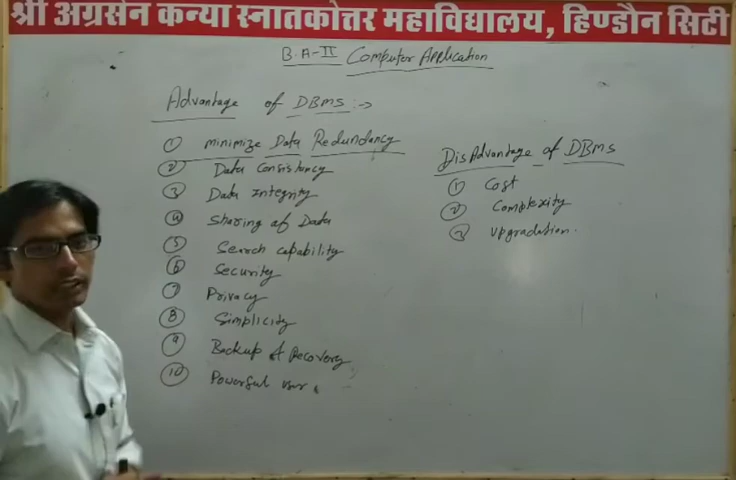 श्री अग्रसेन कन्या स्नातकोत्तर महाविद्यालय, हिण्डौन सिटी
B.A-II Computer Application
Advantage of DBMS :->
① minimize Data Redundancy
② Data Consistancy
③ Data Integrity
④ Sharing of Data
⑤ Search capability
⑥ Security
⑦ Privacy
⑧ Simplicity
⑨ Backup & Recovery
⑩ Powerful user
DisAdvantage of DBMS
① Cost
② Complexity
③ Upgradation.